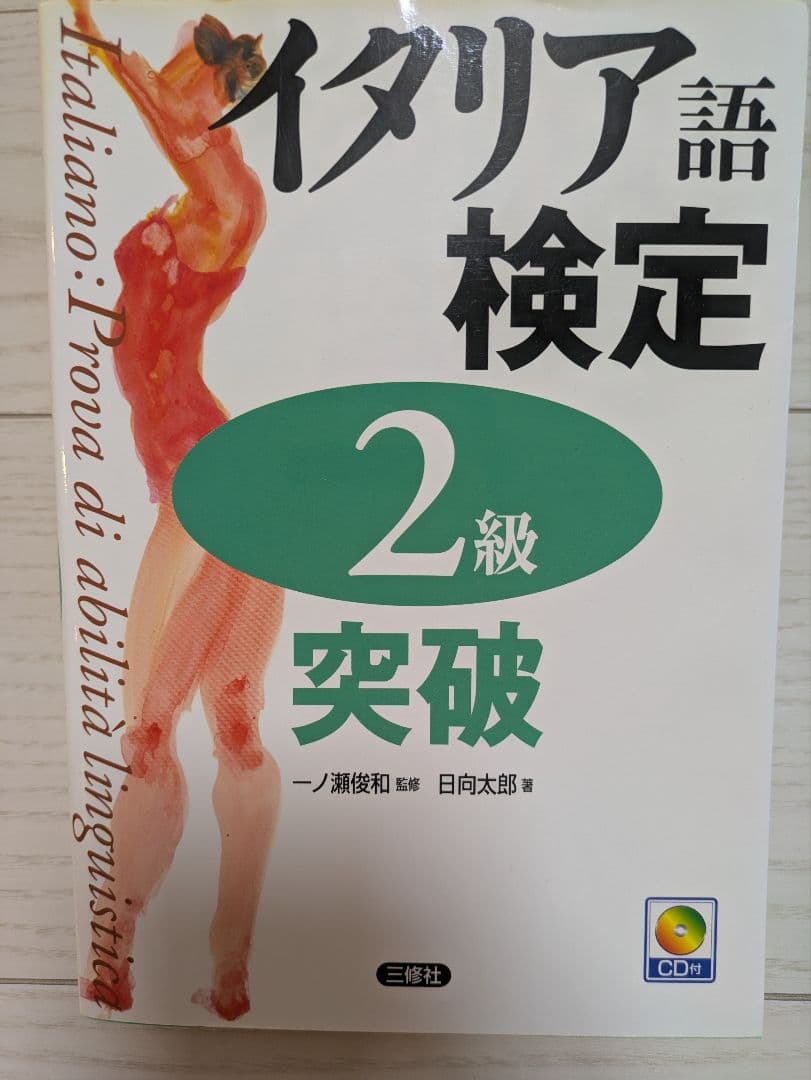 イタリア語
検定
2級
突破
一ノ瀬俊和 監修 日向太郎 著
三修社
CD付
Italiano: Prova di abilità linguistica